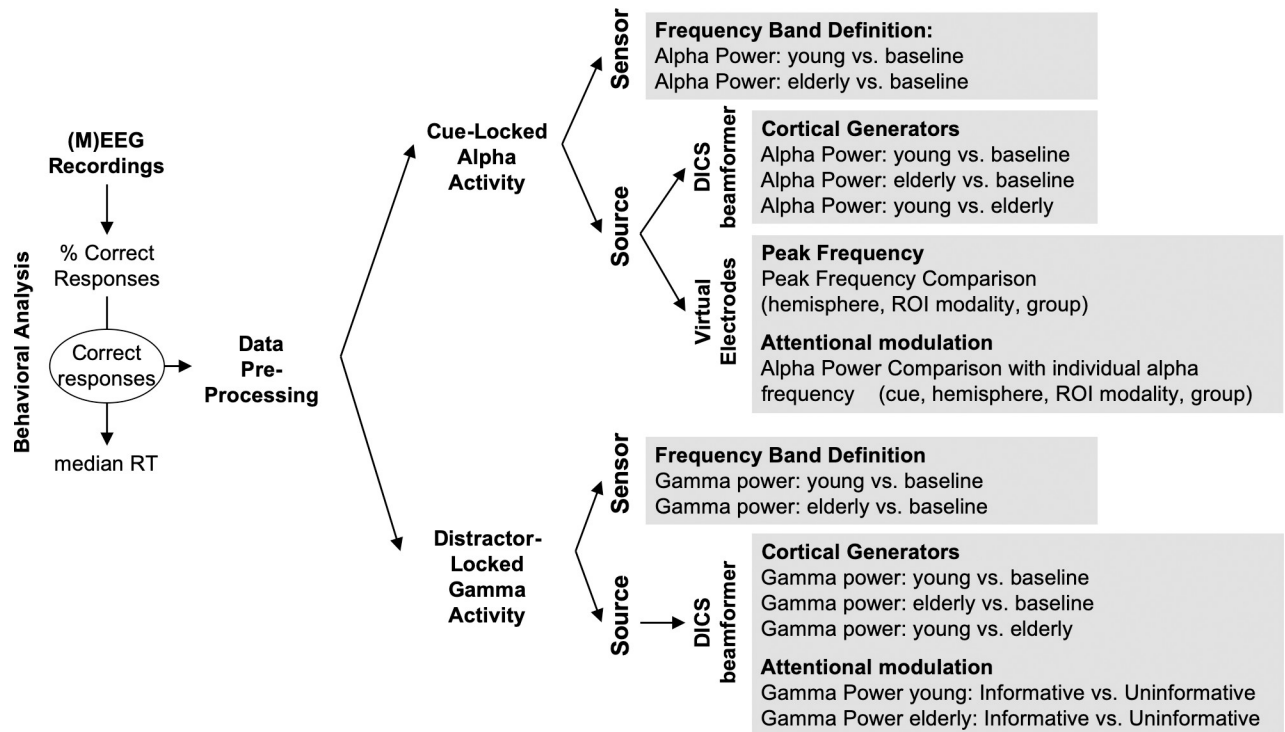 (M)EEG
Recordings
Behavioral Analysis
% Correct
Responses
Correct
responses
median RT
Data
Pre-
Processing
Cue-Locked
Alpha
Activity
Sensor
Frequency Band Definition:
Alpha Power: young vs. baseline
Alpha Power: elderly vs. baseline
Source
DICS
beamformer
Cortical Generators
Alpha Power: young vs. baseline
Alpha Power: elderly vs. baseline
Alpha Power: young vs. elderly
Virtual
Electrodes
Peak Frequency
Peak Frequency Comparison
(hemisphere, ROI modality, group)
Attentional modulation
Alpha Power Comparison with individual alpha
frequency (cue, hemisphere, ROI modality, group)
Distractor-
Locked
Gamma
Activity
Sensor
Frequency Band Definition
Gamma power: young vs. baseline
Gamma power: elderly vs. baseline
Source
DICS
beamformer
Cortical Generators
Gamma power: young vs. baseline
Gamma power: elderly vs. baseline
Gamma power: young vs. elderly
Attentional modulation
Gamma Power young: Informative vs. Uninformative
Gamma Power elderly: Informative vs. Uninformative